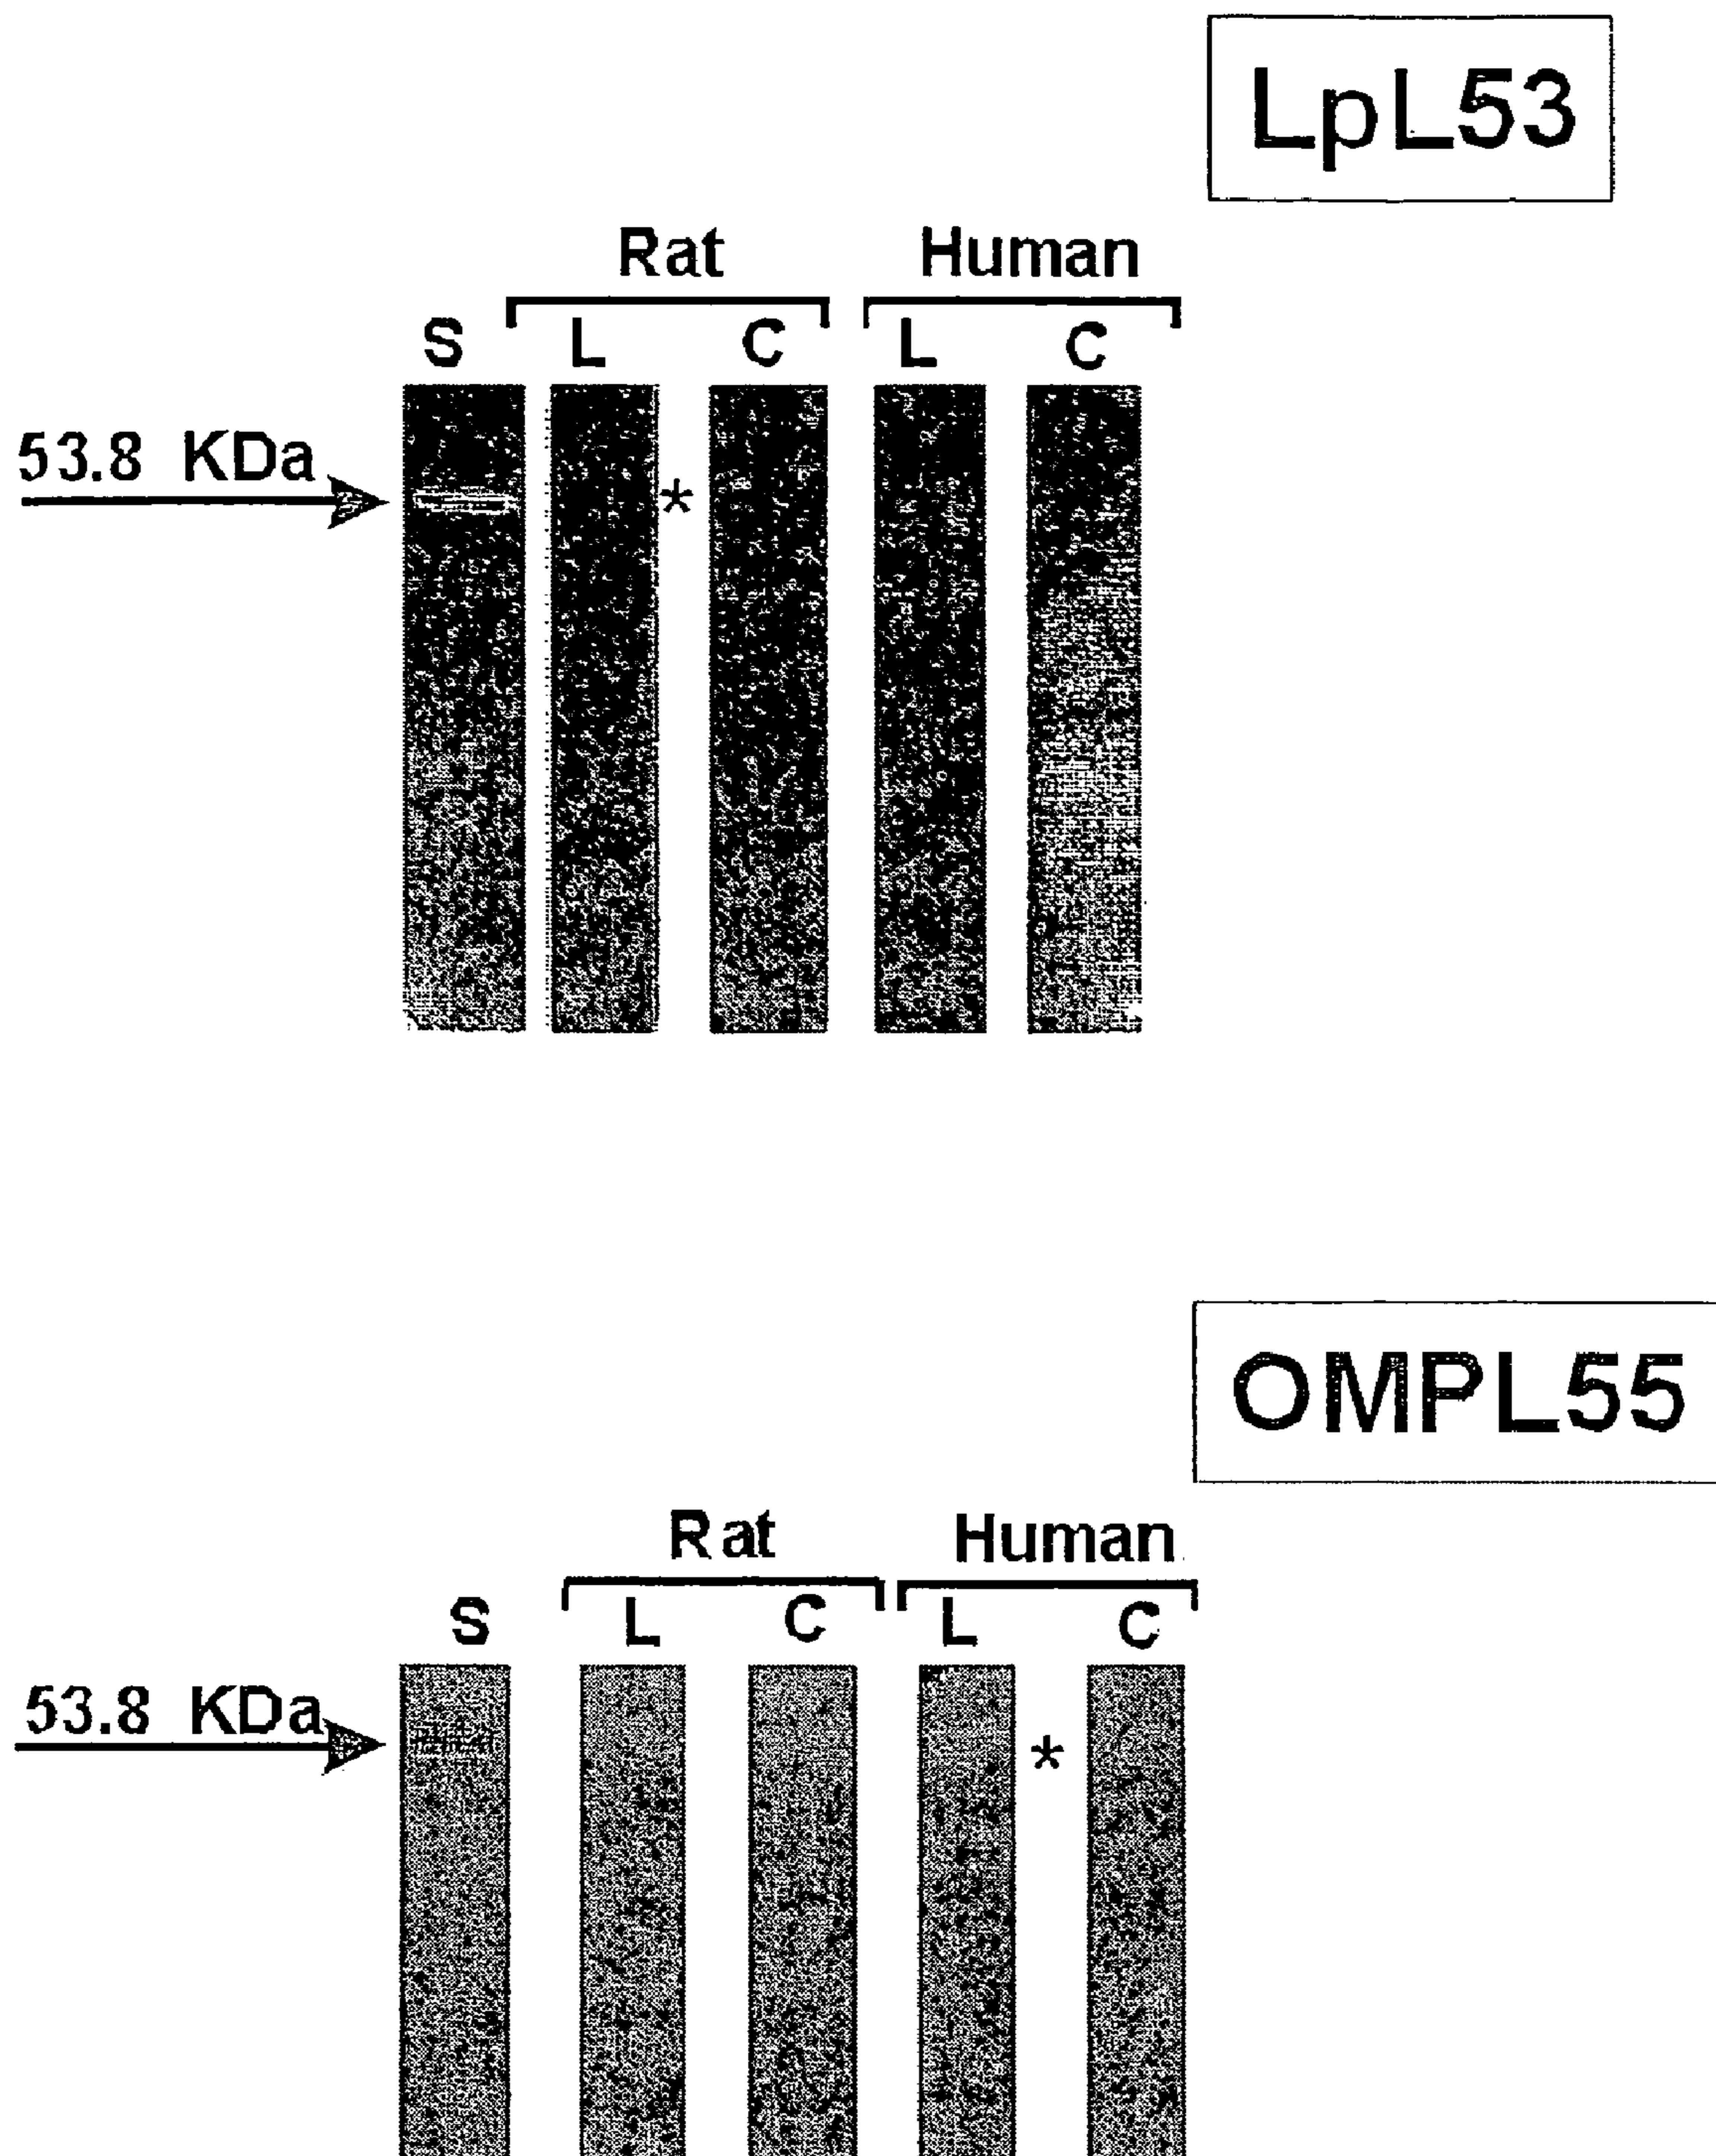 LpL53
Rat Human
S L C L C
53.8 KDa
*
OMPL55
Rat Human
S L C L C
53.8 KDa
*